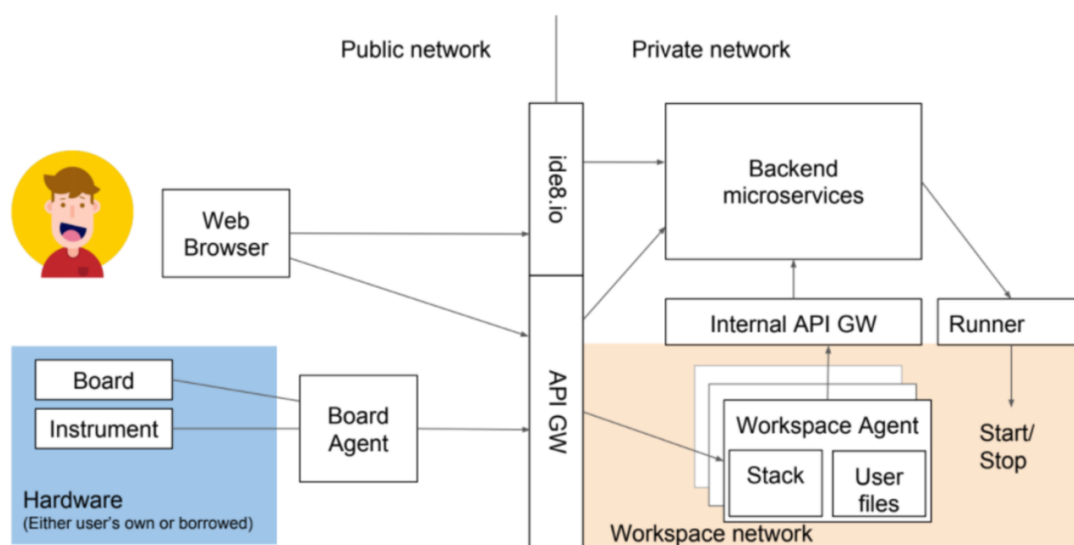 Public network
Private network
ide8.io
Backend
microservices
Web
Browser
Internal API GW
Runner
API GW
Board
Instrument
Board
Agent
Hardware
(Either user's own or borrowed)
Workspace Agent
Stack
User
files
Start/
Stop
Workspace network